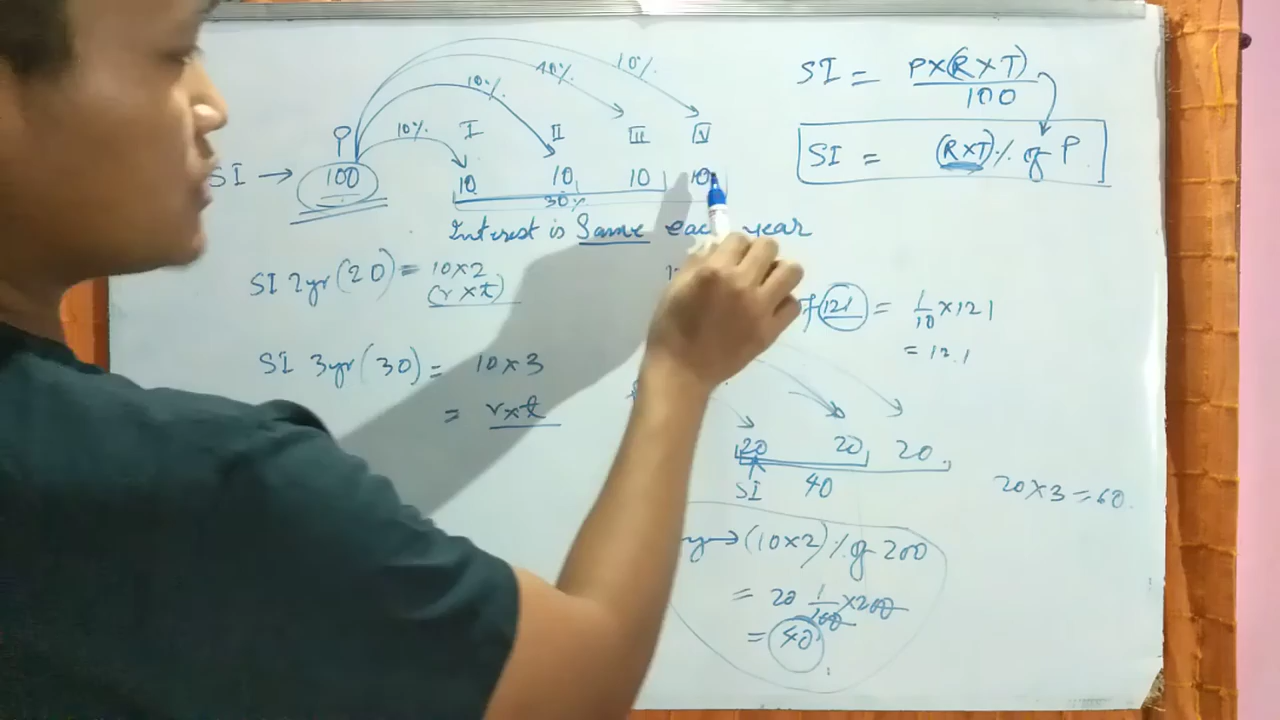 10% 10% 10% 10%
P I II III IV
SI → 100 10 10 10 10
30%
Interest is Same each year
SI 2yr (20) = 10×2
(r×t)
SI 3yr (30) = 10×3
= r×t
SI = P×(R×T)
100
SI = (R×T)% of P
121 = 1/10 ×121
= 12.1
20 20 20
SI 40
20×3=60
→ (10×2)% of 200
= 20 1/100 ×200
= 40